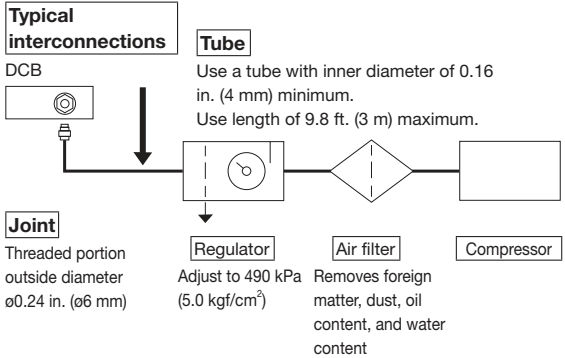 Typical
interconnections
DCB
Tube
Use a tube with inner diameter of 0.16
in. (4 mm) minimum.
Use length of 9.8 ft. (3 m) maximum.
Joint
Threaded portion
outside diameter
ø0.24 in. (ø6 mm)
Regulator
Adjust to 490 kPa
(5.0 kgf/cm²)
Air filter
Removes foreign
matter, dust, oil
content, and water
content
Compressor